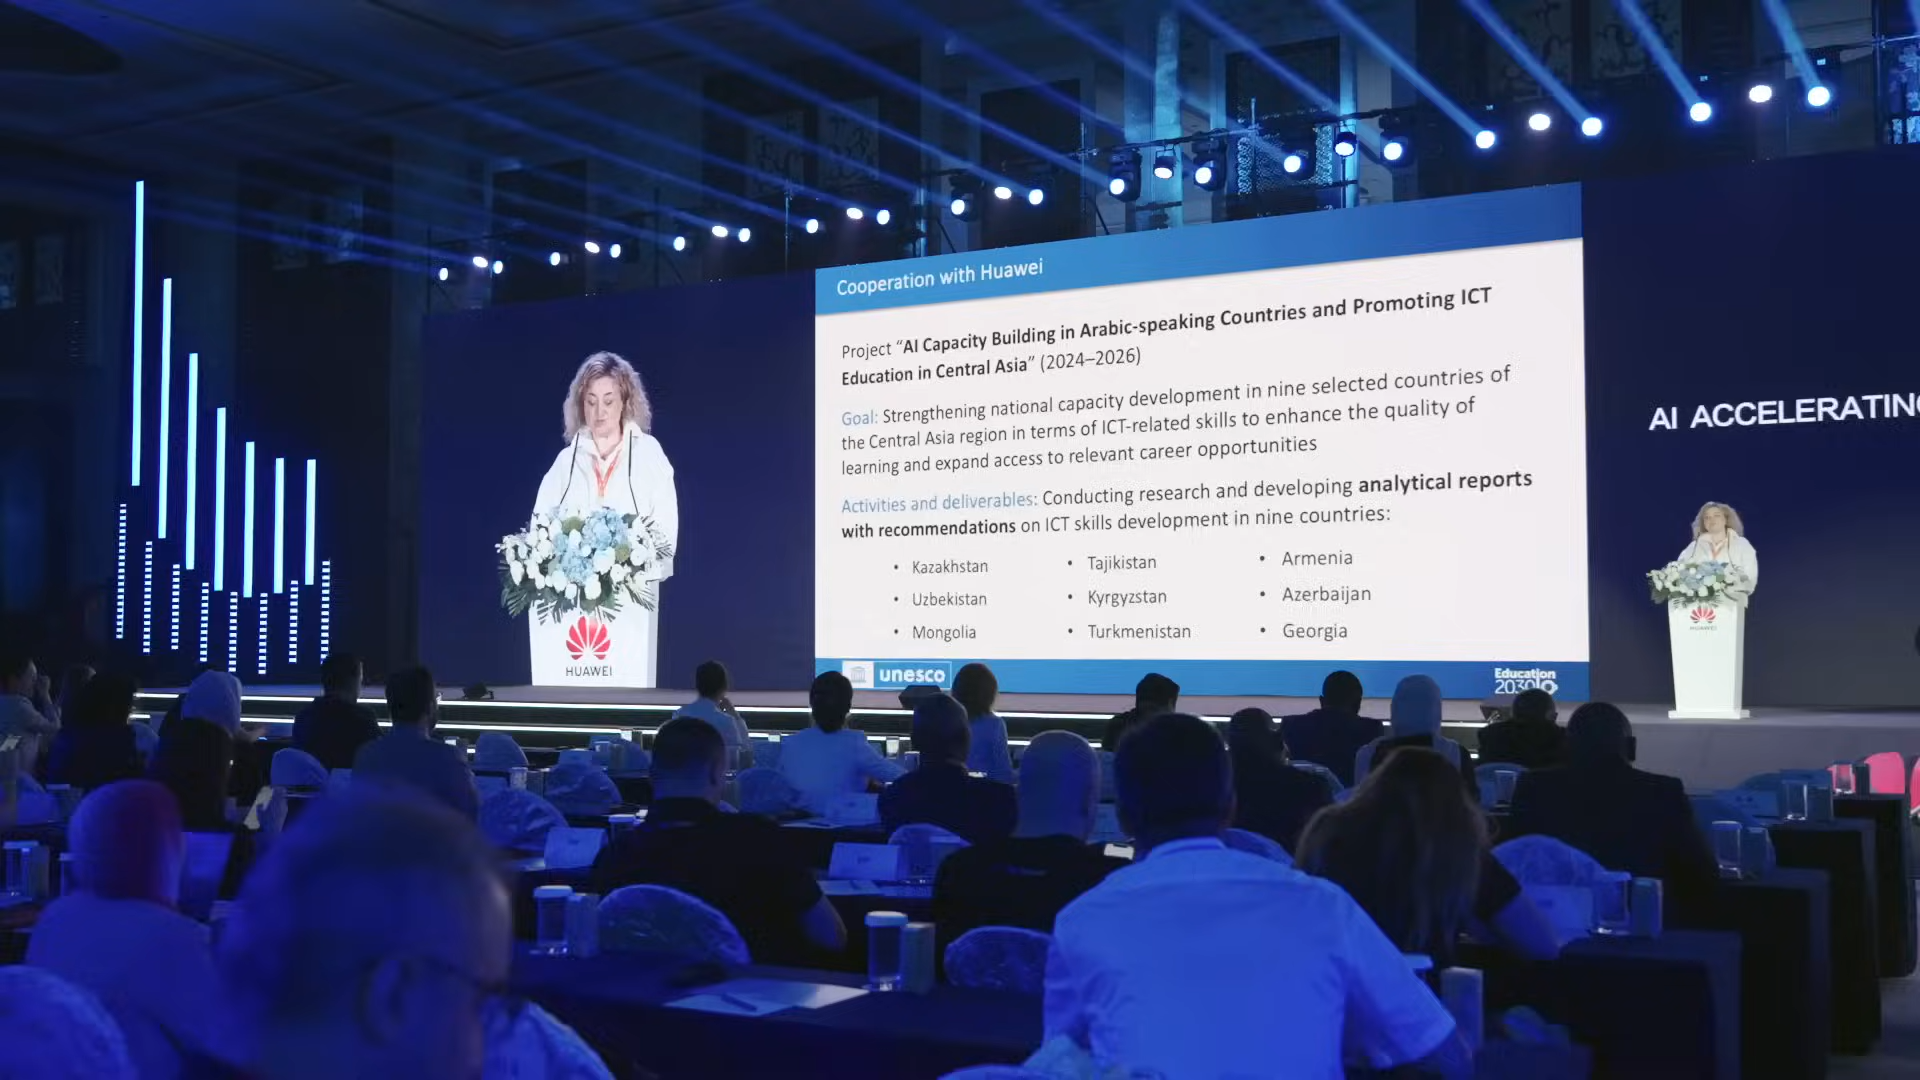 Cooperation with Huawei
Project “AI Capacity Building in Arabic-speaking Countries and Promoting ICT
Education in Central Asia” (2024–2026)
Goal: Strengthening national capacity development in nine selected countries of
the Central Asia region in terms of ICT-related skills to enhance the quality of
learning and expand access to relevant career opportunities
Activities and deliverables: Conducting research and developing analytical reports
with recommendations on ICT skills development in nine countries:
• Kazakhstan
• Uzbekistan
• Mongolia
• Tajikistan
• Kyrgyzstan
• Turkmenistan
• Armenia
• Azerbaijan
• Georgia
unesco
Education
2030
AI ACCELERATING
HUAWEI
HUAWEI